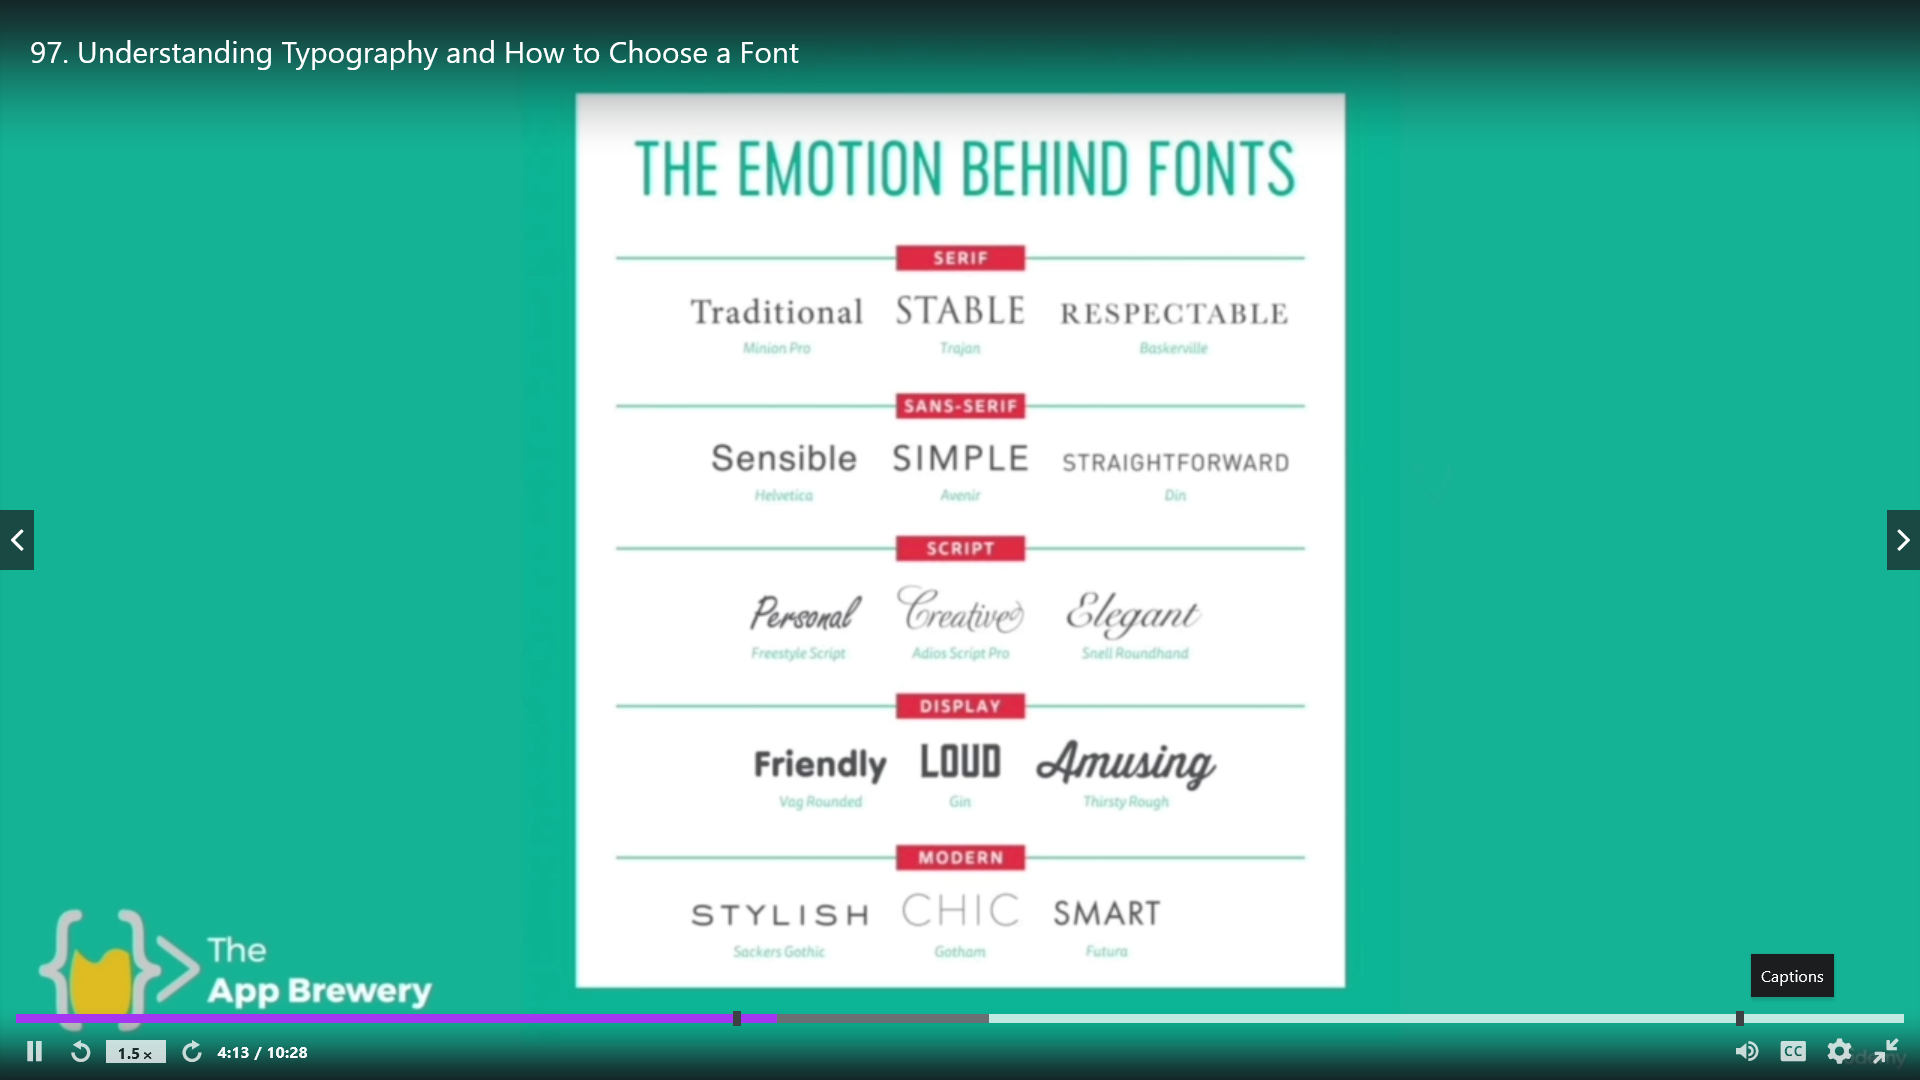 97. Understanding Typography and How to Choose a Font
THE EMOTION BEHIND FONTS
SERIF
Traditional STABLE RESPECTABLE
Minion Pro Trajan Baskerville
SANS-SERIF
Sensible SIMPLE STRAIGHTFORWARD
Helvetica Avenir Din
SCRIPT
Personal Creative Elegant
Freestyle Script Adios Script Pro Snell Roundhand
DISPLAY
Friendly LOUD Amusing
Vag Rounded Gin Thirsty Rough
MODERN
STYLISH CHIC SMART
Sackers Gothic Gotham Futura
The
App Brewery
Captions
1.5× 4:13 / 10:28 CC